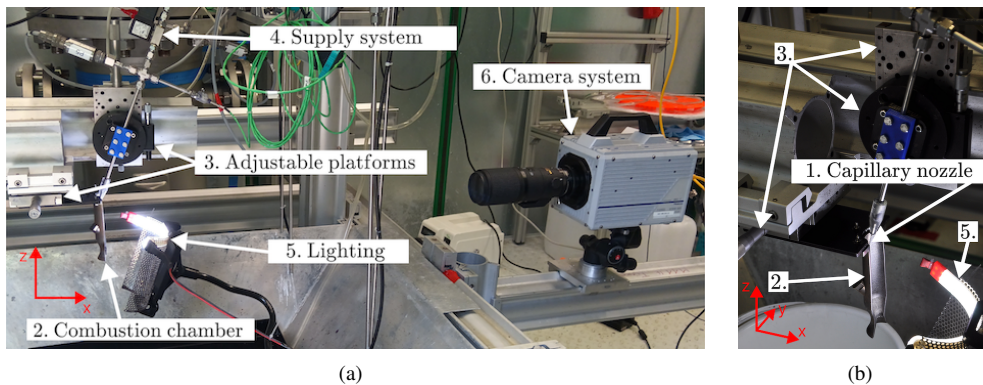 4. Supply system
6. Camera system
3. Adjustable platforms
5. Lighting
z
x
2. Combustion chamber
(a)
3.
1. Capillary nozzle
5.
2.
z
y
x
(b)